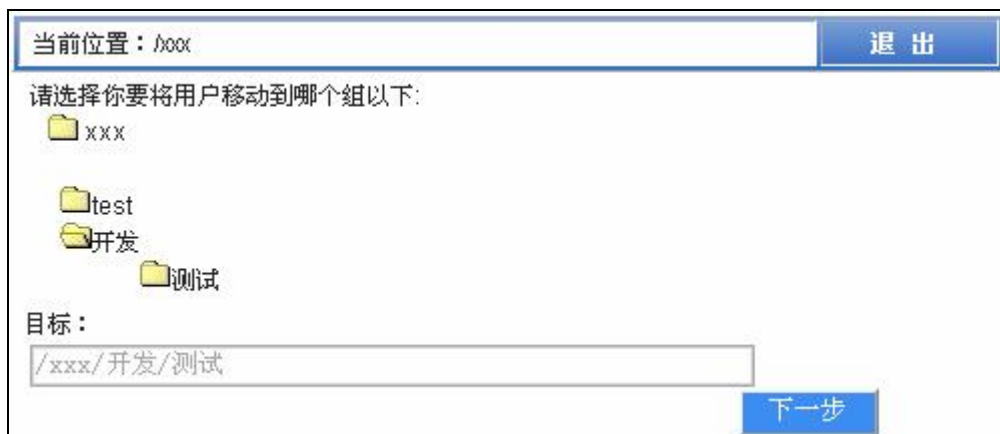 当前位置：/xxx
退 出
请选择你要将用户移动到哪个组以下:
xxx
test
开发
测试
目标：
/xxx/开发/测试
下一步